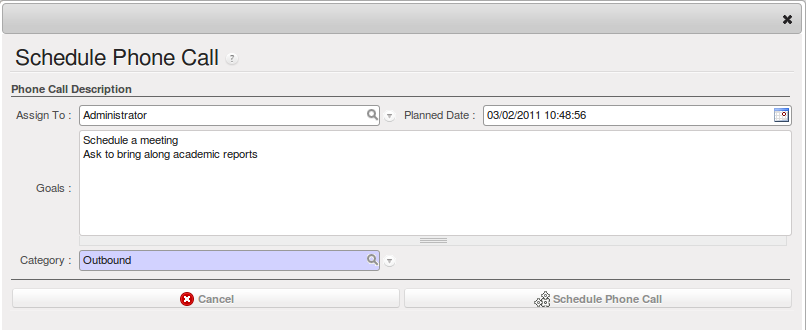 Schedule Phone Call ?
Phone Call Description
Assign To : Administrator Planned Date : 03/02/2011 10:48:56
Goals : Schedule a meeting
Ask to bring along academic reports
Category : Outbound
Cancel Schedule Phone Call